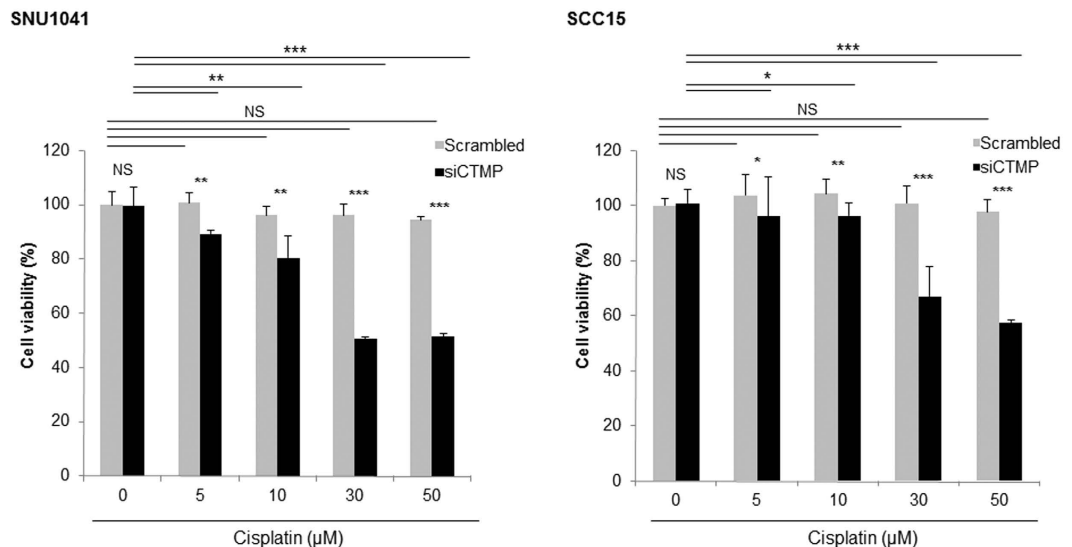 SNU1041
***
**
NS
Scrambled
siCTMP
120
100
80
60
40
20
0
Cell viability (%)
NS
**
**
***
***
0 5 10 30 50
Cisplatin (µM)
SCC15
***
*
NS
Scrambled
siCTMP
120
100
80
60
40
20
0
Cell viability (%)
NS
*
**
***
***
0 5 10 30 50
Cisplatin (µM)